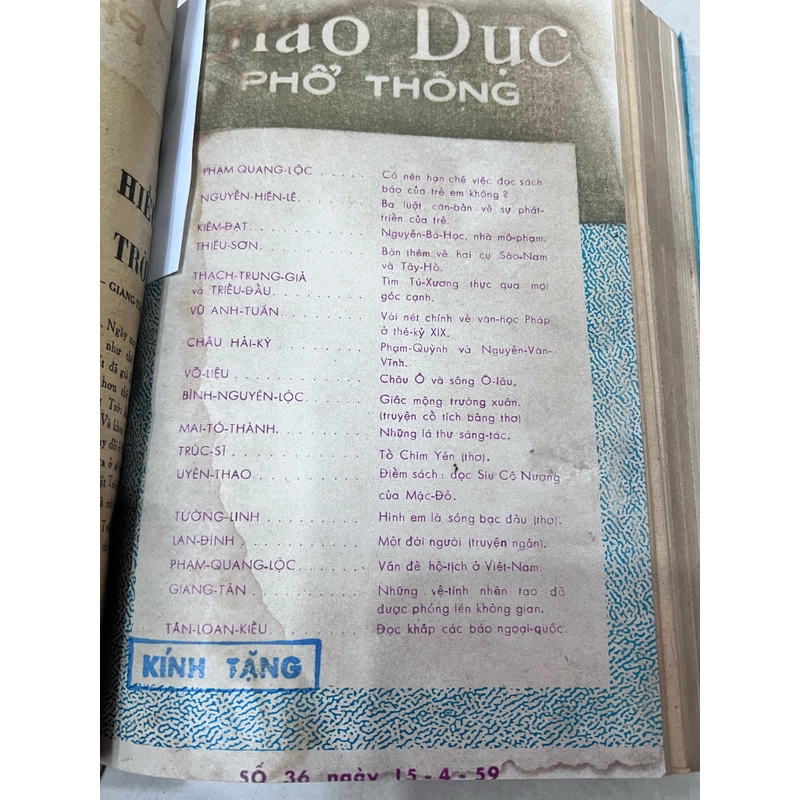 Giáo Dục
PHỔ THÔNG
PHẠM QUANG-LỘC . . . . . . Có nên hạn chế việc đọc sách
báo của trẻ em không ?
NGUYỄN-HIẾN-LÊ. . . . . . . Ba luật căn-bản về sự phát-
triển của trẻ.
KIÊM-ĐẠT. . . . . . . . . . . Nguyễn-Bá-Học, nhà mô-phạm.
THIẾU-SƠN. . . . . . . . . . Bàn thêm về hai cụ Sào-Nam
và Tây-Hồ.
THẠCH-TRUNG-GIẢ
và TRIỀU-ĐẨU. . . . . . . . . Tìm Tú-Xương thực qua mọi
góc cạnh.
VŨ ANH-TUẤN. . . . . . . . . Vài nét chính về văn-học Pháp
ở thế-kỷ XIX.
CHÂU HẢI-KỲ . . . . . . . . Phạm-Quỳnh và Nguyễn-Văn-
Vĩnh.
VÕ-LIỆU . . . . . . . . . . . Châu Ô và sông Ô-lâu.
BÌNH-NGUYÊN-LỘC. . . . . . Giấc mộng trường xuân.
(truyện cổ tích bằng thơ)
MAI-TÔ-THÀNH. . . . . . . . Những lá thư sáng-tác.
TRÚC-SĨ . . . . . . . . . . . Tổ Chim Yến (thơ).
UYÊN-THAO. . . . . . . . . . Điểm sách : đọc Siu Cô Nương
của Mặc-Đỗ.
TƯỜNG-LINH . . . . . . . . . Hình em là sóng bạc đầu (thơ).
LAN-ĐÌNH . . . . . . . . . . Một đời người (truyện ngắn).
PHẠM-QUANG-LỘC. . . . . . . Vấn đề hộ-tịch ở Việt-Nam.
GIANG-TÂN . . . . . . . . . Những vệ-tinh nhân tạo đã
được phóng lên không gian.
TÂN-LOAN-KIỀU . . . . . . . Đọc khắp các báo ngoại-quốc.
KÍNH TẶNG
SỐ 36 ngày 15 - 4 - 59